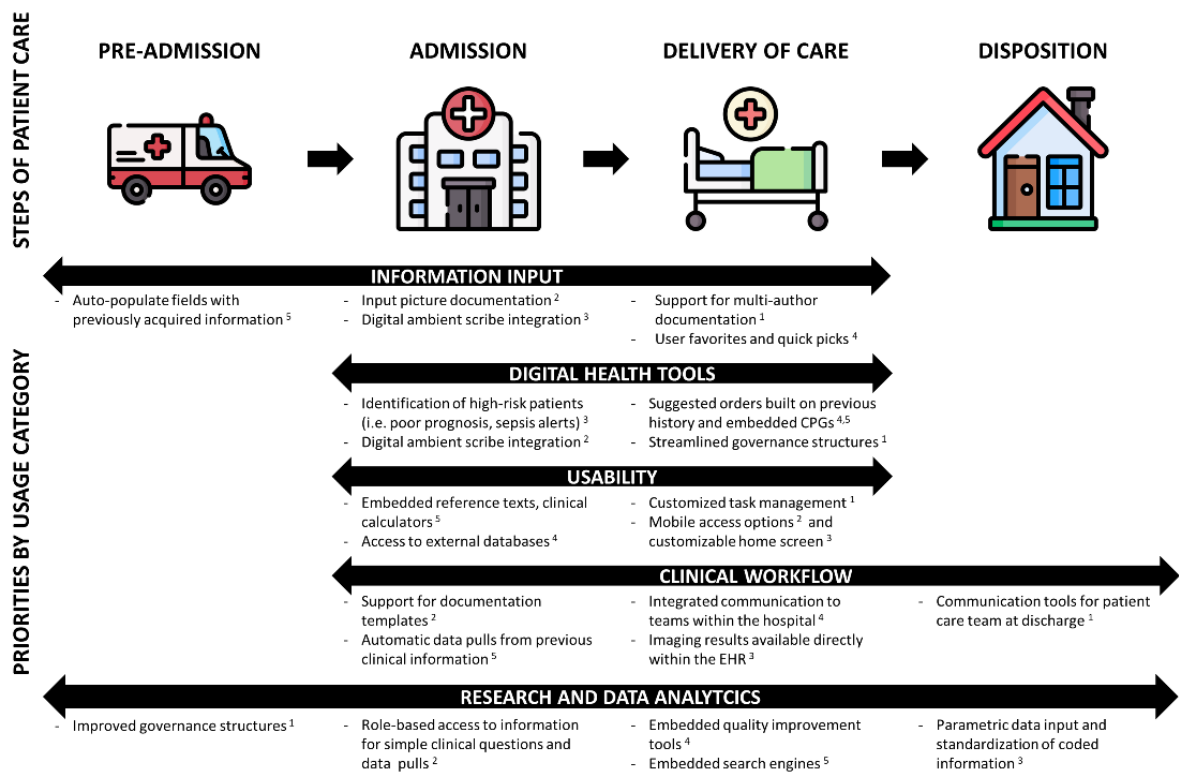 STEPS OF PATIENT CARE
PRE-ADMISSION
ADMISSION
DELIVERY OF CARE
DISPOSITION
PRIORITIES BY USAGE CATEGORY
INFORMATION INPUT
- Auto-populate fields with
previously acquired information 5
- Input picture documentation 2
- Digital ambient scribe integration 3
- Support for multi-author
documentation 1
- User favorites and quick picks 4
DIGITAL HEALTH TOOLS
- Identification of high-risk patients
(i.e. poor prognosis, sepsis alerts) 3
- Digital ambient scribe integration 2
- Suggested orders built on previous
history and embedded CPGs 4,5
- Streamlined governance structures 1
USABILITY
- Embedded reference texts, clinical
calculators 5
- Access to external databases 4
- Customized task management 1
- Mobile access options 2 and
customizable home screen 3
CLINICAL WORKFLOW
- Support for documentation
templates 2
- Automatic data pulls from previous
clinical information 5
- Integrated communication to
teams within the hospital 4
- Imaging results available directly
within the EHR 3
- Communication tools for patient
care team at discharge 1
RESEARCH AND DATA ANALYTCICS
- Improved governance structures 1
- Role-based access to information
for simple clinical questions and
data pulls 2
- Embedded quality improvement
tools 4
- Embedded search engines 5
- Parametric data input and
standardization of coded
information 3